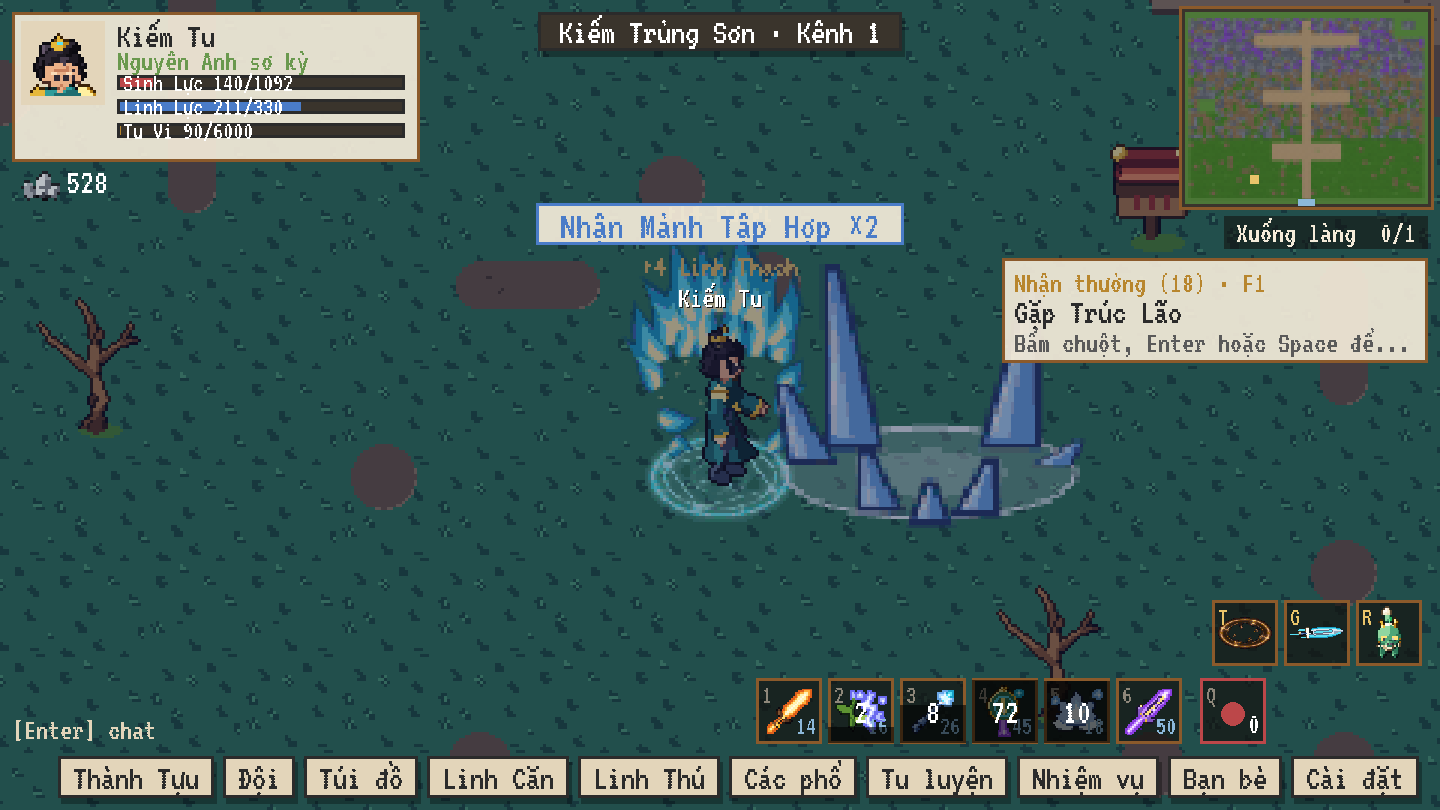 Kiếm Tu
Nguyên Anh sơ kỳ
Sinh Lực 140/1092
Linh Lực 211/330
Tu Vi 90/6000
528
Kiếm Trủng Sơn · Kênh 1
Xuống làng 0/1
Nhận thưởng (18) · F1
Gặp Trúc Lão
Bấm chuột, Enter hoặc Space để...
Nhận Mảnh Tập Hợp X2
+4 Linh Thạch
Kiếm Tu
T
G
R
1
14
2
2
3
8
26
4
72
45
5
10
6
50
Q
0
[Enter] chat
Thành Tựu
Đội
Túi đồ
Linh Căn
Linh Thú
Các phổ
Tu luyện
Nhiệm vụ
Bạn bè
Cài đặt